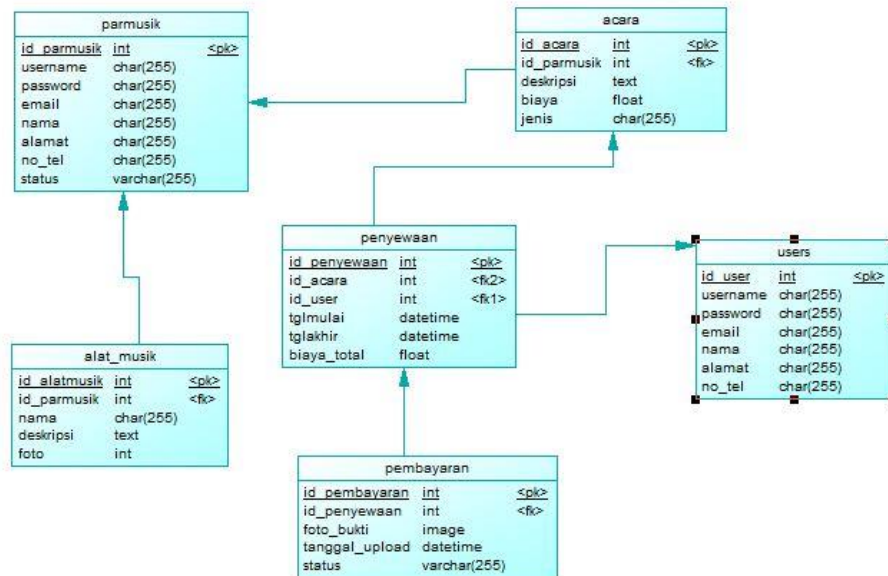 parmusik
id_parmusik int <pk>
username char(255)
password char(255)
email char(255)
nama char(255)
alamat char(255)
no_tel char(255)
status varchar(255)
acara
id_acara int <pk>
id_parmusik int <fk>
deskripsi text
biaya float
jenis char(255)
penyewaan
id_penyewaan int <pk>
id_acara int <fk2>
id_user int <fk1>
tglmulai datetime
tglakhir datetime
biaya_total float
users
id_user int <pk>
username char(255)
password char(255)
email char(255)
nama char(255)
alamat char(255)
no_tel char(255)
alat_musik
id_alatmusik int <pk>
id_parmusik int <fk>
nama char(255)
deskripsi text
foto int
pembayaran
id_pembayaran int <pk>
id_penyewaan int <fk>
foto_bukti image
tanggal_upload datetime
status varchar(255)